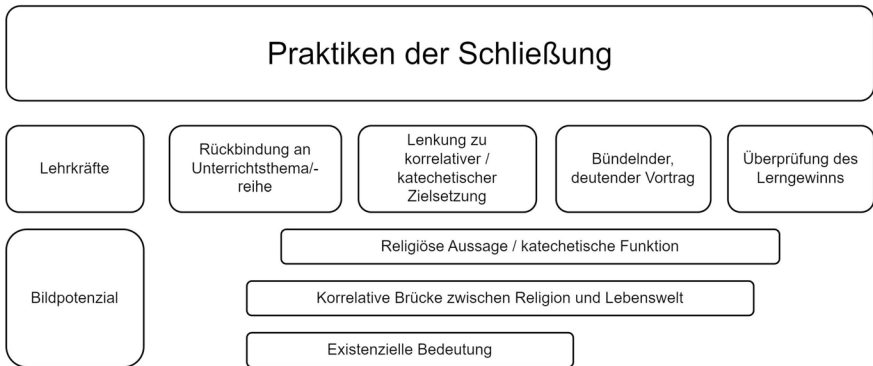 Praktiken der Schließung
Lehrkräfte
Rückbindung an
Unterrichtsthema/-
reihe
Lenkung zu
korrelativer /
katechetischer
Zielsetzung
Bündelnder,
deutender Vortrag
Überprüfung des
Lerngewinns
Bildpotenzial
Religiöse Aussage / katechetische Funktion
Korrelative Brücke zwischen Religion und Lebenswelt
Existenzielle Bedeutung